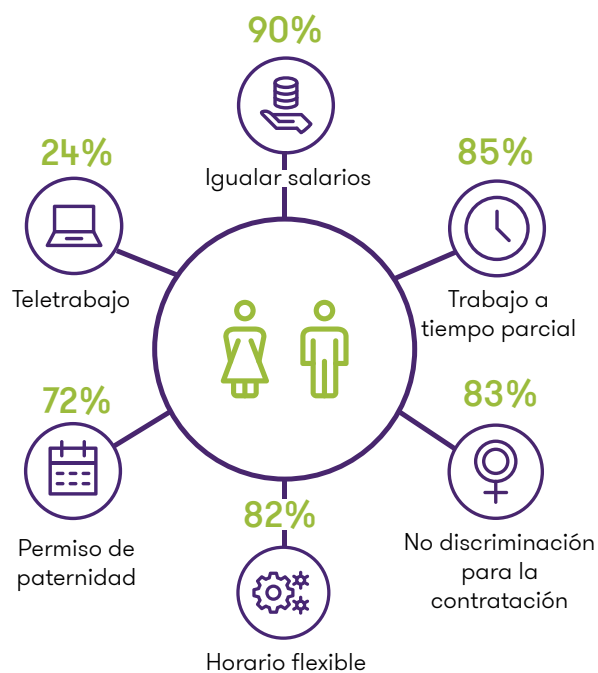 90%
Igualar salarios
85%
Trabajo a
tiempo parcial
83%
No discriminación
para la
contratación
82%
Horario flexible
72%
Permiso de
paternidad
24%
Teletrabajo